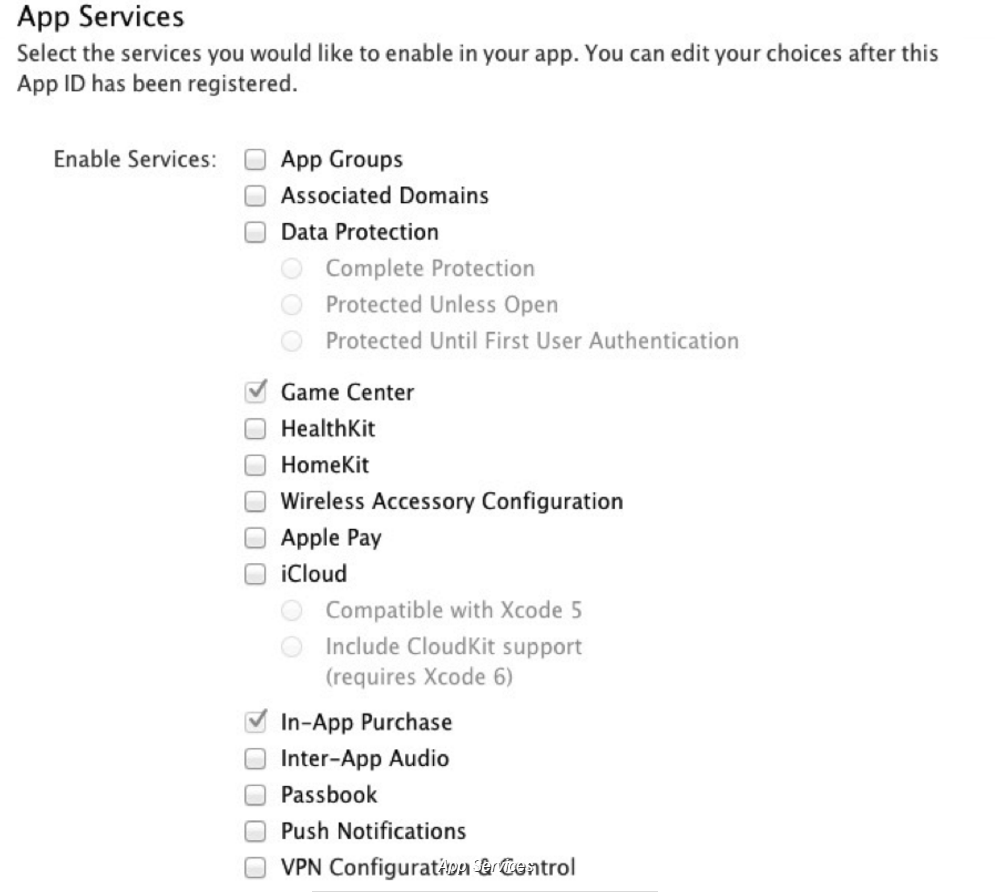 App Services
Select the services you would like to enable in your app. You can edit your choices after this
App ID has been registered.
Enable Services:
App Groups
Associated Domains
Data Protection
Complete Protection
Protected Unless Open
Protected Until First User Authentication
Game Center
HealthKit
HomeKit
Wireless Accessory Configuration
Apple Pay
iCloud
Compatible with Xcode 5
Include CloudKit support
(requires Xcode 6)
In-App Purchase
Inter-App Audio
Passbook
Push Notifications
VPN Configuration & Control
App Services